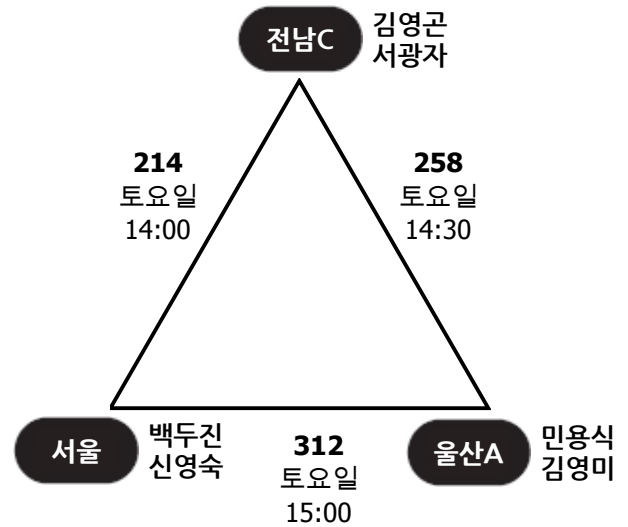 전남C
김영곤
서광자
214
토요일
14:00
258
토요일
14:30
서울
백두진
신영숙
312
토요일
15:00
울산A
민용식
김영미